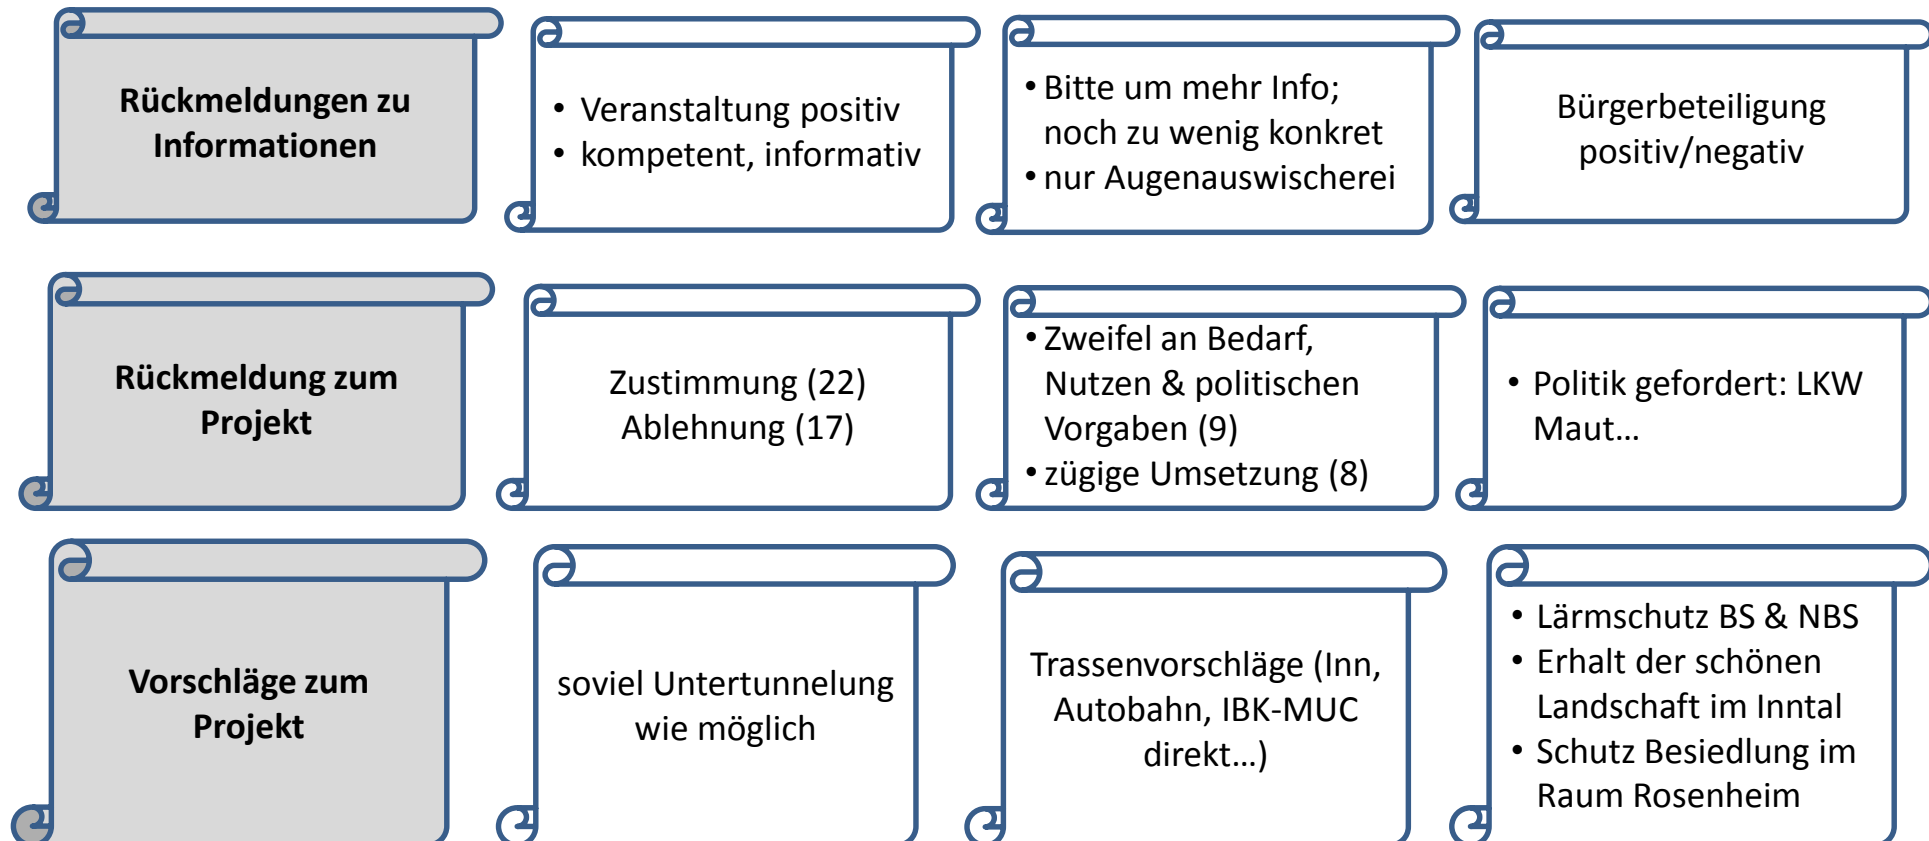 Rückmeldungen zu
Informationen
• Veranstaltung positiv
• kompetent, informativ
• Bitte um mehr Info;
noch zu wenig konkret
• nur Augenauswischerei
Bürgerbeteiligung
positiv/negativ
Rückmeldung zum
Projekt
Zustimmung (22)
Ablehnung (17)
• Zweifel an Bedarf,
Nutzen & politischen
Vorgaben (9)
• zügige Umsetzung (8)
• Politik gefordert: LKW
Maut…
Vorschläge zum
Projekt
soviel Untertunnelung
wie möglich
Trassenvorschläge (Inn,
Autobahn, IBK-MUC
direkt…)
• Lärmschutz BS & NBS
• Erhalt der schönen
Landschaft im Inntal
• Schutz Besiedlung im
Raum Rosenheim